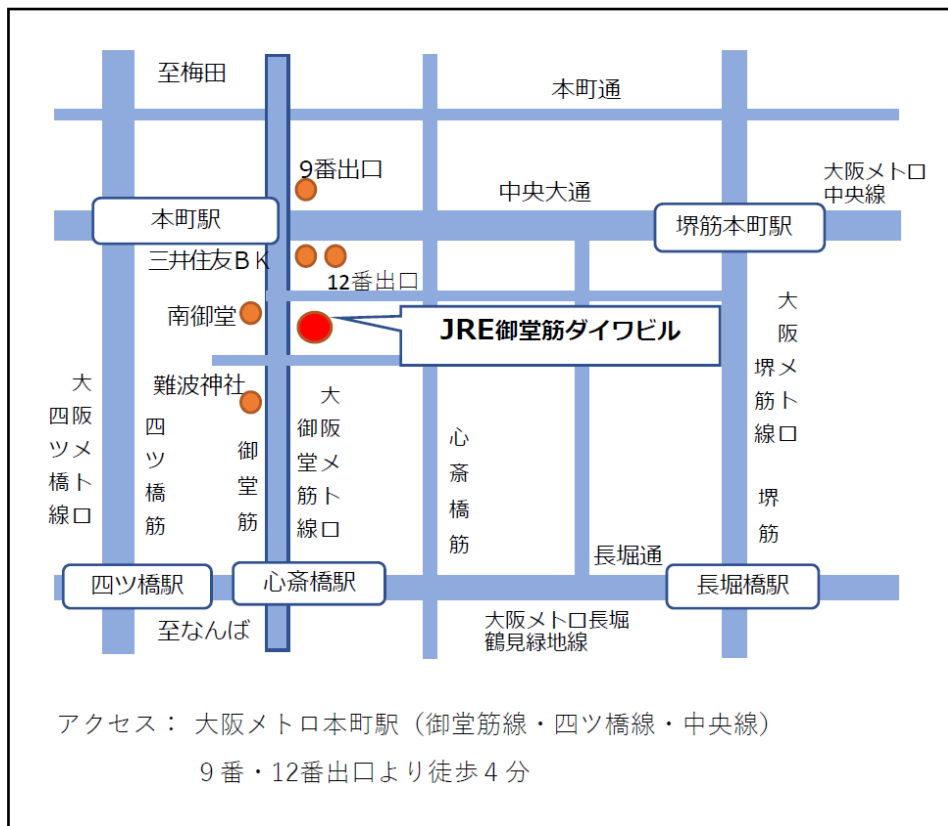 至梅田
本町通
9番出口
大阪メトロ
中央線
中央大通
本町駅
堺筋本町駅
三井住友ＢＫ
12番出口
南御堂
JRE御堂筋ダイワビル
難波神社
大阪メトロ
四ツ橋線
四ツ橋筋
御堂筋
大阪メトロ
御堂筋線
心斎橋筋
大阪メトロ
堺筋線
堺筋
長堀通
四ツ橋駅
心斎橋駅
長堀橋駅
至なんば
大阪メトロ長堀
鶴見緑地線
アクセス： 大阪メトロ本町駅（御堂筋線・四ツ橋線・中央線）
９番・12番出口より徒歩４分